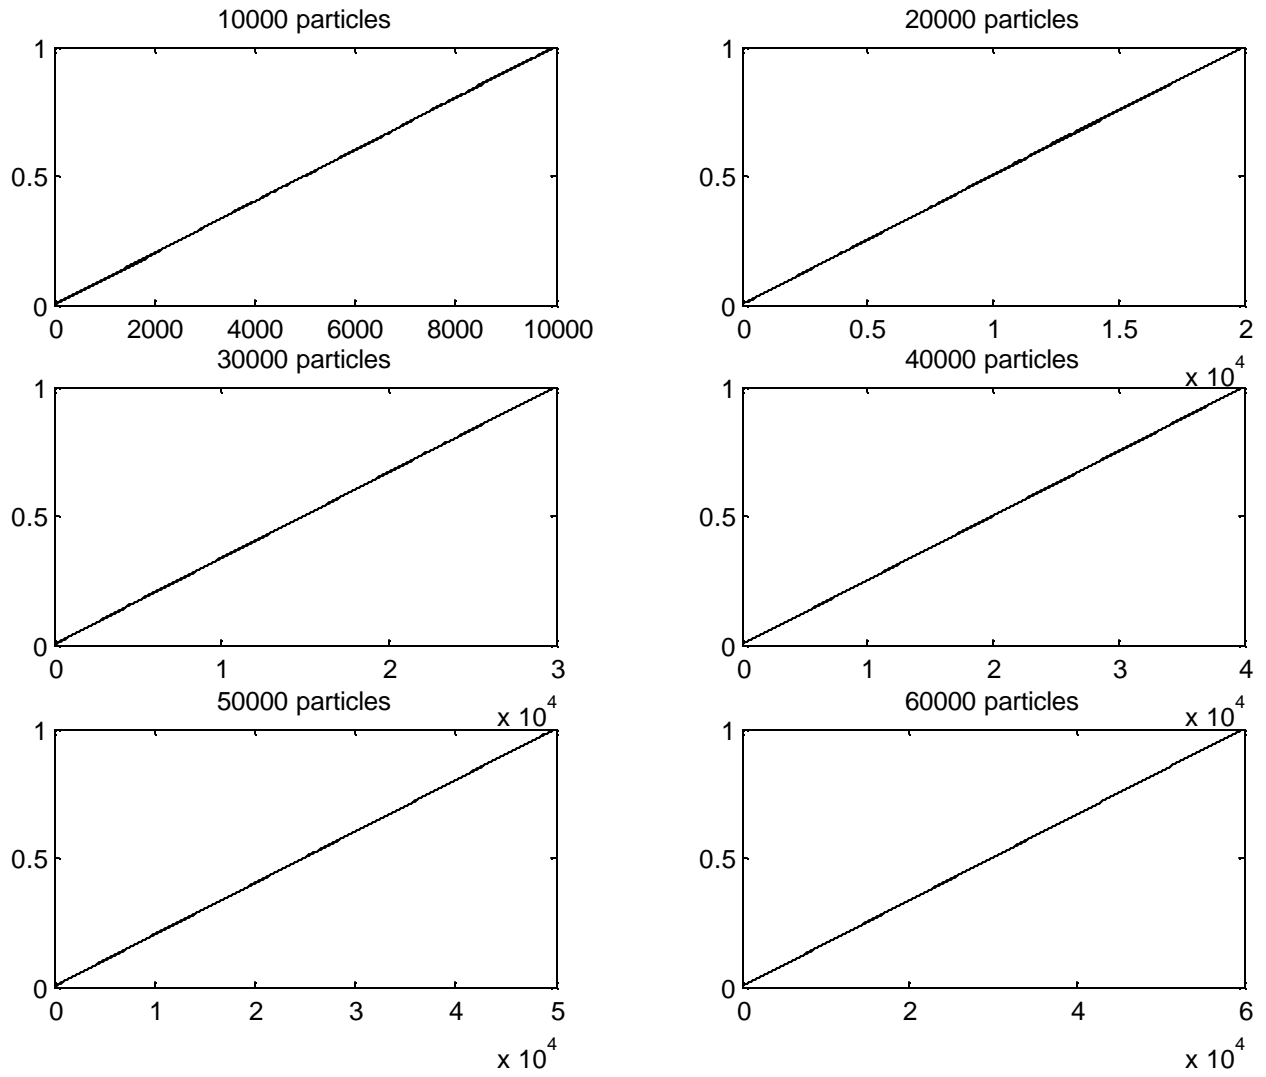 10000 particles
1
0.5
0
0 2000 4000 6000 8000 10000
20000 particles
1
0.5
0
0 0.5 1 1.5 2
x 10^4
30000 particles
1
0.5
0
0 1 2 3
x 10^4
40000 particles
1
0.5
0
0 1 2 3 4
x 10^4
50000 particles
1
0.5
0
0 1 2 3 4 5
x 10^4
60000 particles
1
0.5
0
0 2 4 6
x 10^4